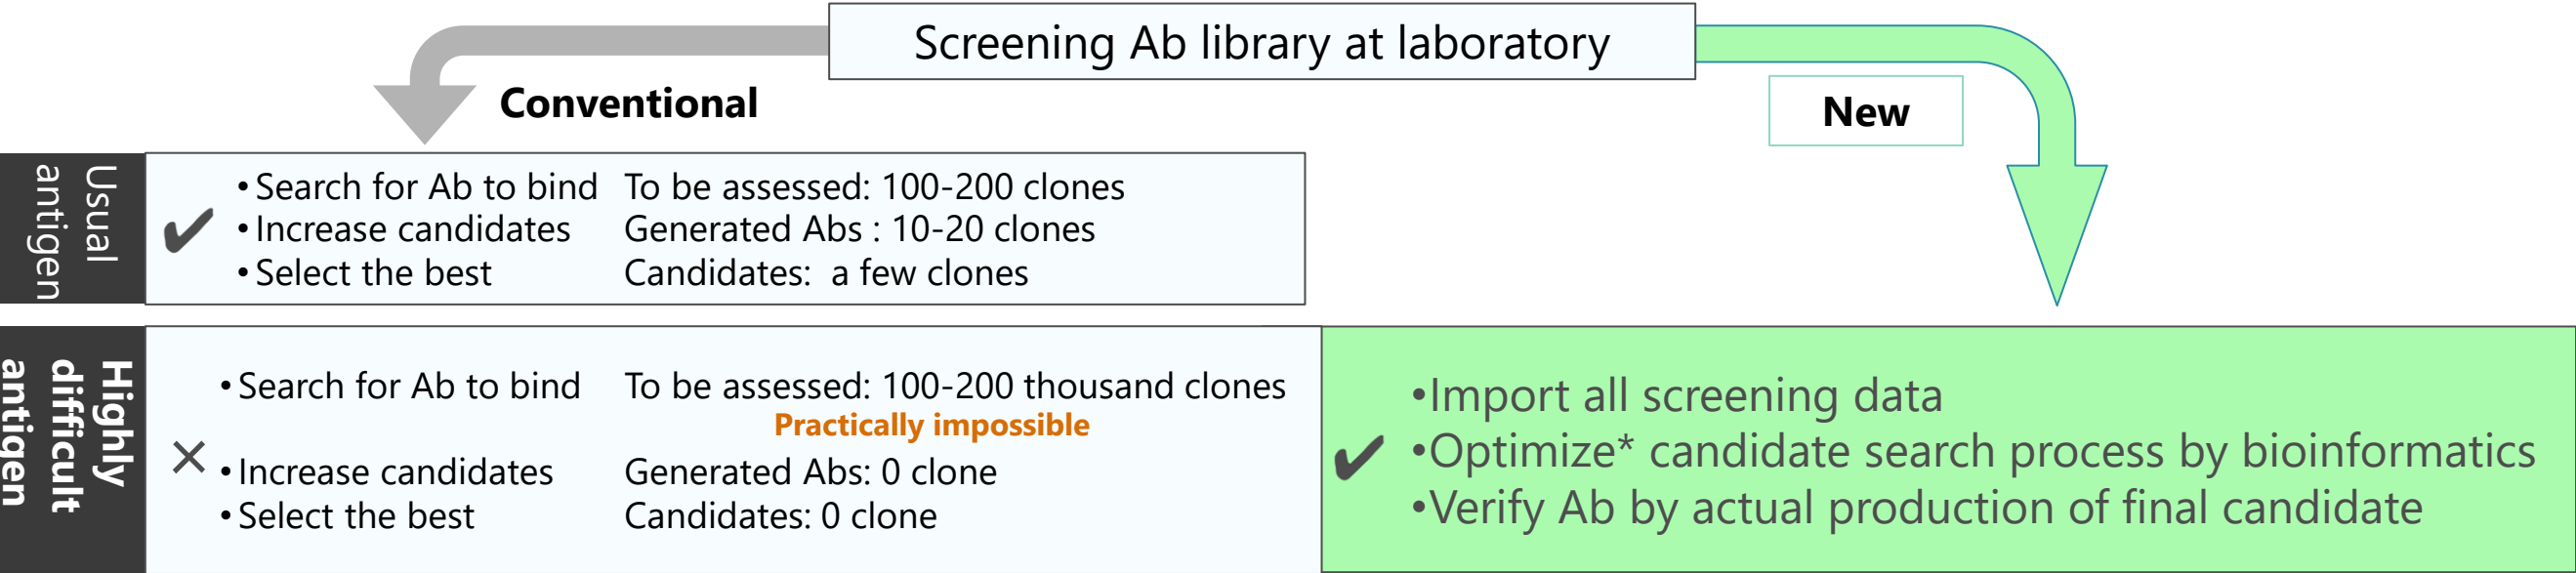 Screening Ab library at laboratory
Conventional
New
Usual
antigen
✔
•Search for Ab to bind To be assessed: 100-200 clones
•Increase candidates Generated Abs : 10-20 clones
•Select the best Candidates: a few clones
Highly
difficult
antigen
✕
•Search for Ab to bind To be assessed: 100-200 thousand clones
Practically impossible
•Increase candidates Generated Abs: 0 clone
•Select the best Candidates: 0 clone
✔
•Import all screening data
•Optimize* candidate search process by bioinformatics
•Verify Ab by actual production of final candidate